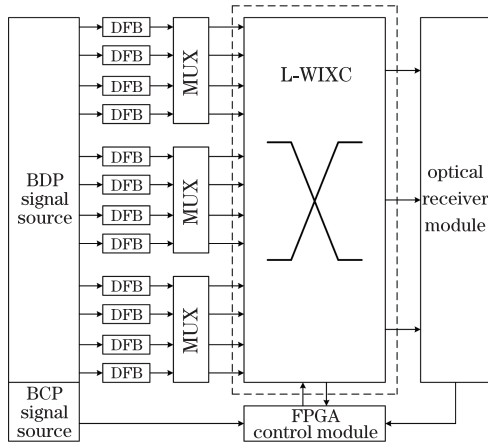 BDP
signal
source
BCP
signal
source
DFB
DFB
DFB
DFB
DFB
DFB
DFB
DFB
DFB
DFB
DFB
DFB
MUX
MUX
MUX
L-WIXC
FPGA
control module
optical
receiver
module